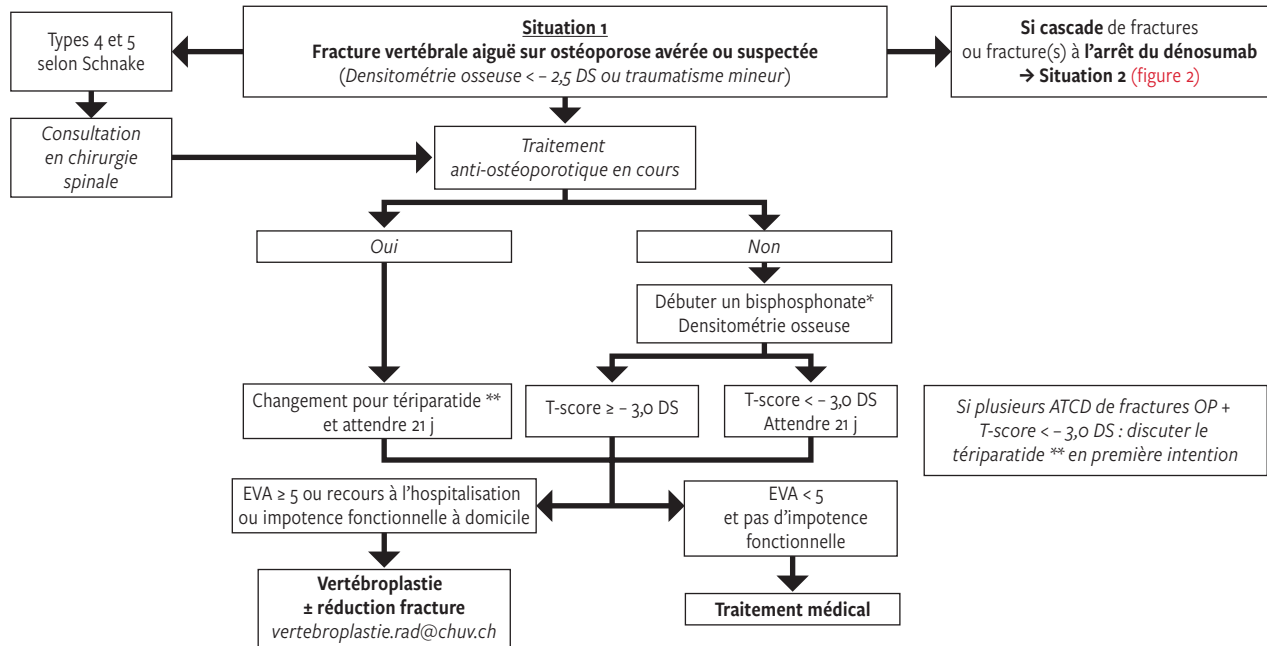 Situation 1
Fracture vertébrale aiguë sur ostéoporose avérée ou suspectée
(Densitométrie osseuse < – 2,5 DS ou traumatisme mineur)
Types 4 et 5
selon Schnake
Si cascade de fractures
ou fracture(s) à l’arrêt du dénosumab
→ Situation 2 (figure 2)
Consultation
en chirurgie
spinale
Traitement
anti-ostéoporotique en cours
Oui
Non
Débuter un bisphosphonate*
Densitométrie osseuse
Changement pour tériparatide **
et attendre 21 j
T-score ≥ – 3,0 DS
T-score < – 3,0 DS
Attendre 21 j
Si plusieurs ATCD de fractures OP +
T-score < – 3,0 DS : discuter le
tériparatide ** en première intention
EVA ≥ 5 ou recours à l’hospitalisation
ou impotence fonctionnelle à domicile
EVA < 5
et pas d’impotence
fonctionnelle
Vertébroplastie
± réduction fracture
vertebroplastie.rad@chuv.ch
Traitement médical